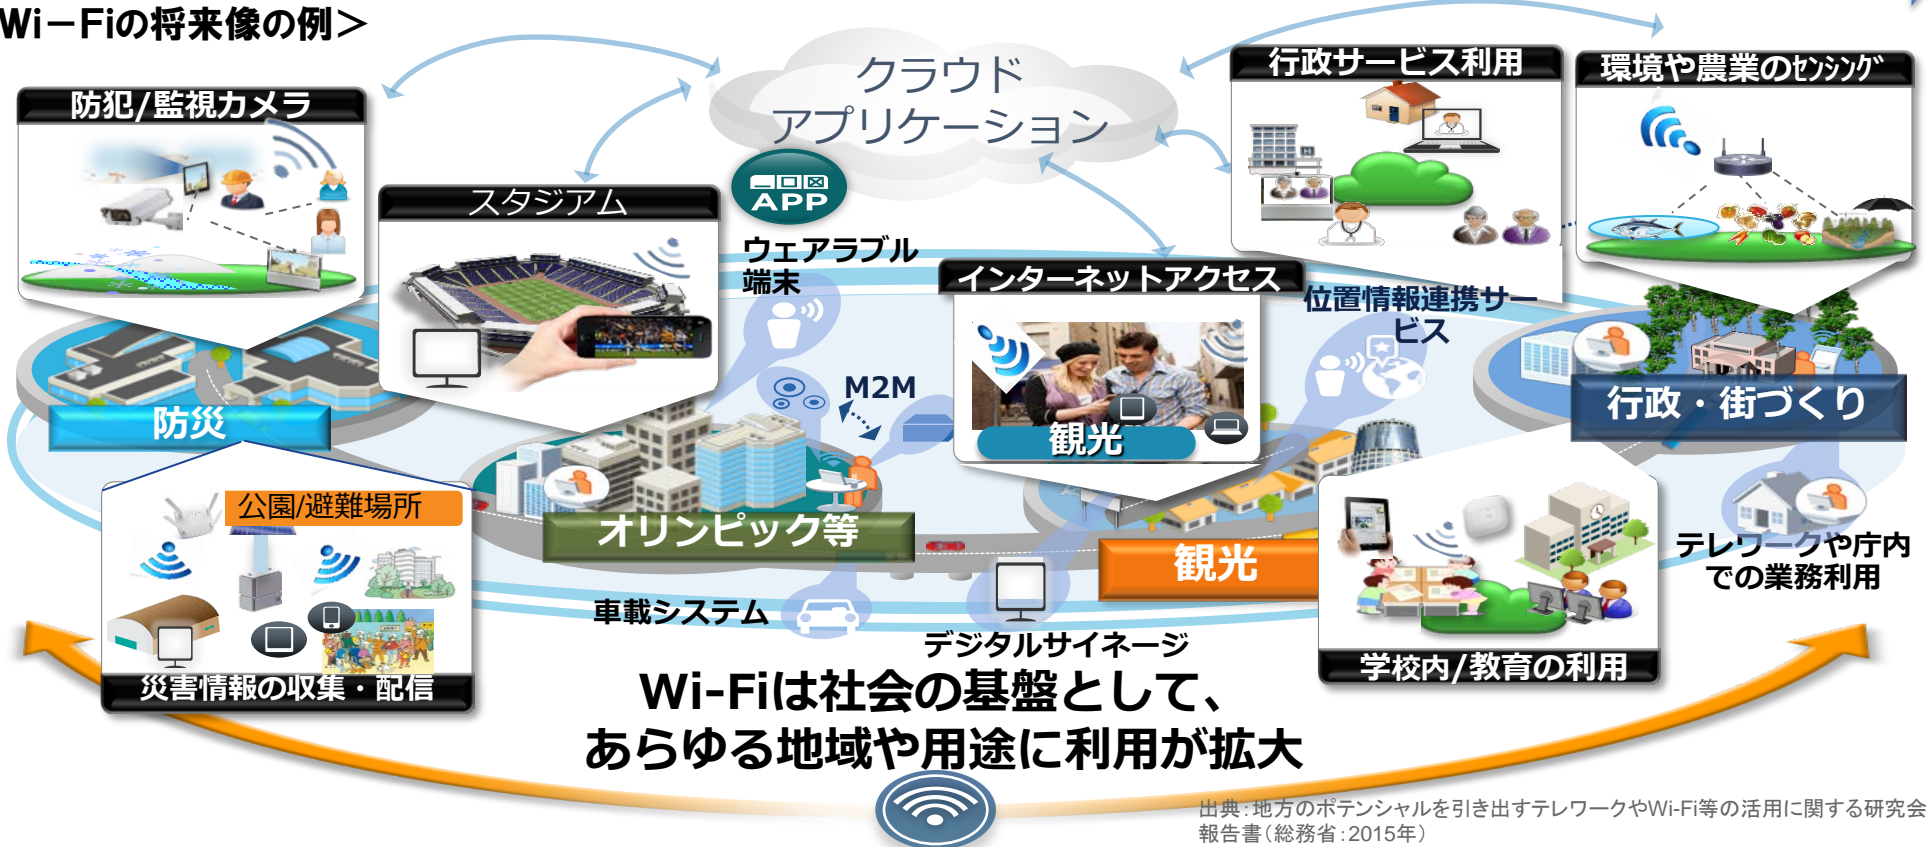 Wi－Fiの将来像の例＞
クラウド
アプリケーション
防犯/監視カメラ
スタジアム
APP
ウェアラブル
端末
インターネットアクセス
観光
行政サービス利用
環境や農業のｾﾝｼﾝｸﾞ
位置情報連携サー
ビス
M2M
防災
行政・街づくり
オリンピック等
観光
公園/避難場所
災害情報の収集・配信
車載システム
デジタルサイネージ
学校内/教育の利用
テレワークや庁内
での業務利用
Wi-Fiは社会の基盤として、
あらゆる地域や用途に利用が拡大
出典：地方のポテンシャルを引き出すテレワークやWi-Fi等の活用に関する研究会
報告書（総務省：2015年）